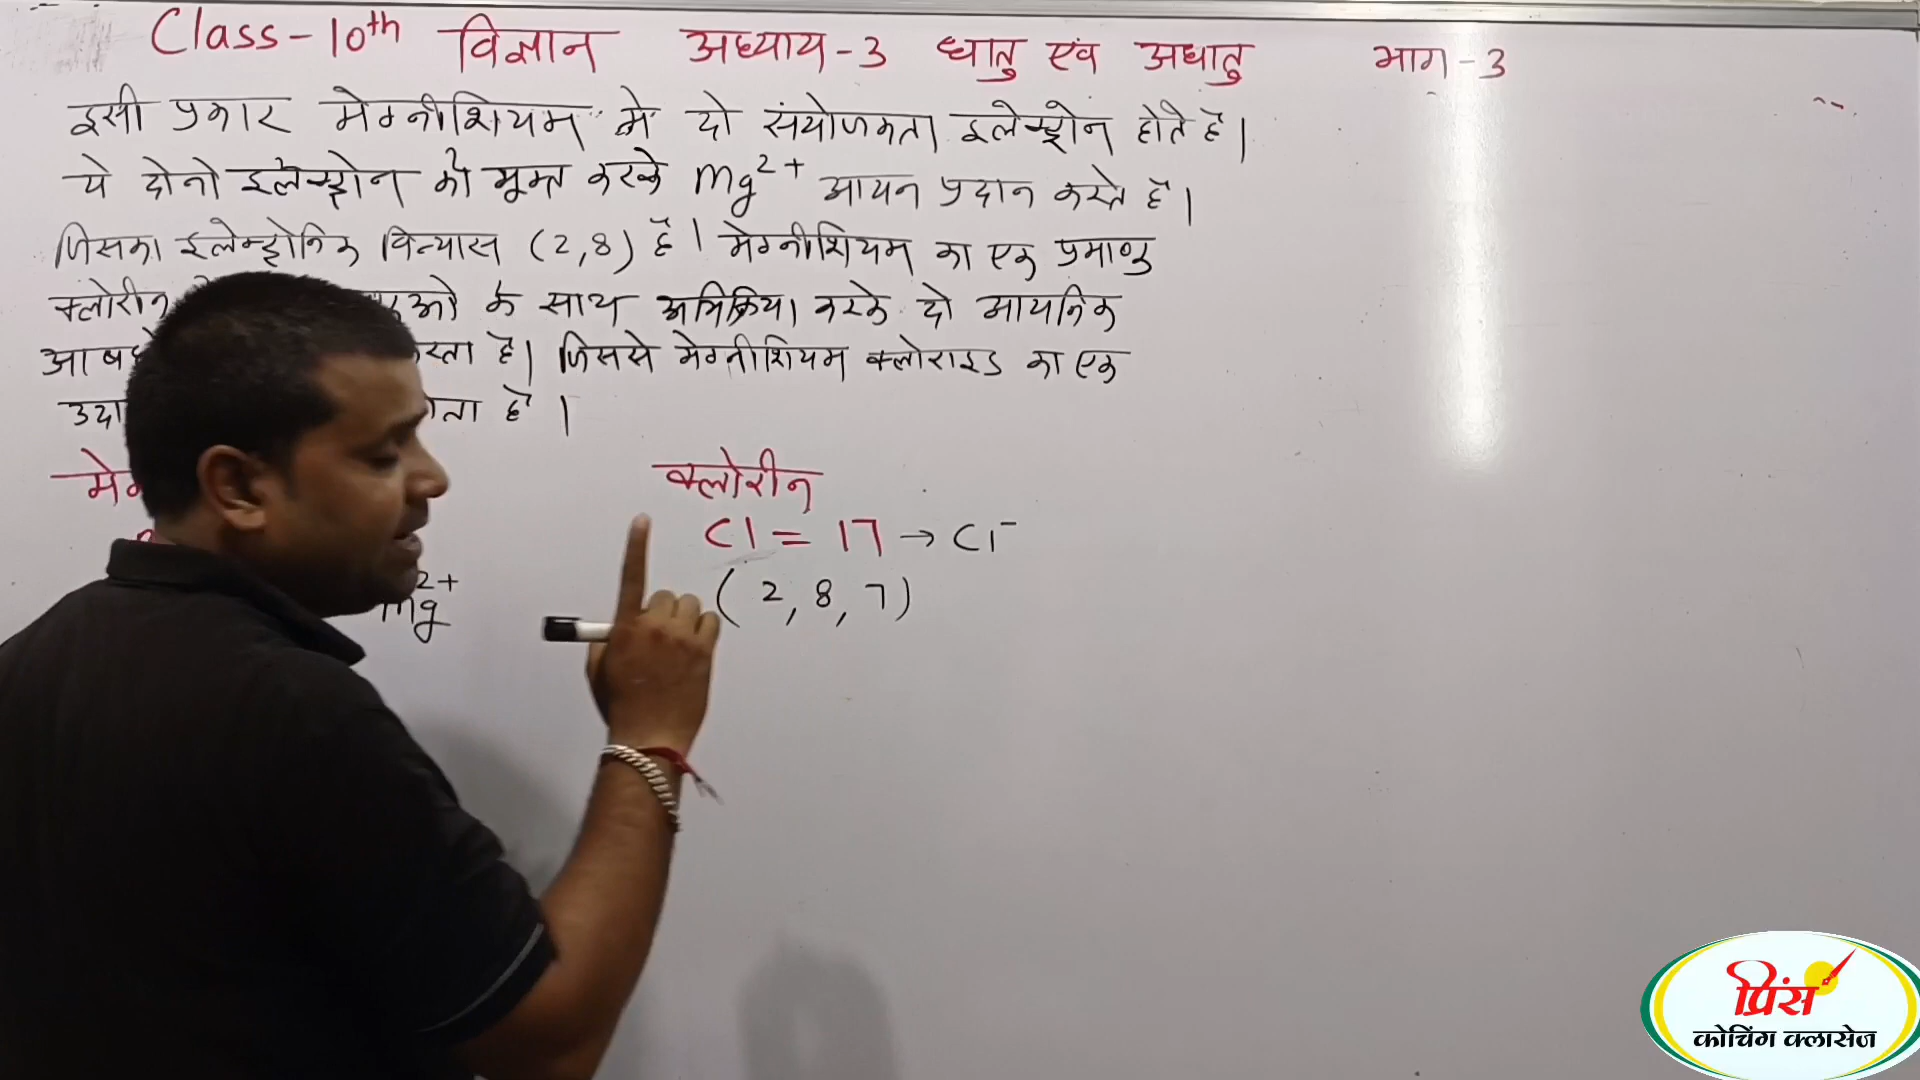 Class-10th विज्ञान अध्याय-3 धातु एवं अधातु भाग-3
इसी प्रकार मेग्नीशियम में दो संयोजकता इलेक्ट्रोन होते है।
ये दोनो इलेक्ट्रोन को मुक्त करके Mg²⁺ आयन प्रदान करते है।
जिसका इलेक्ट्रोनिक विन्यास (2,8) है। मेग्नीशियम का एक प्रमाणु
क्लोरीन के साथ अभिक्रिया करके दो आयनिक
है। जिससे मेग्नीशियम क्लोराइड का एक
है।
क्लोरीन
Cl = 17 → Cl⁻
Mg²⁺ (2,8,7)
प्रिंस
कोचिंग क्लासेज